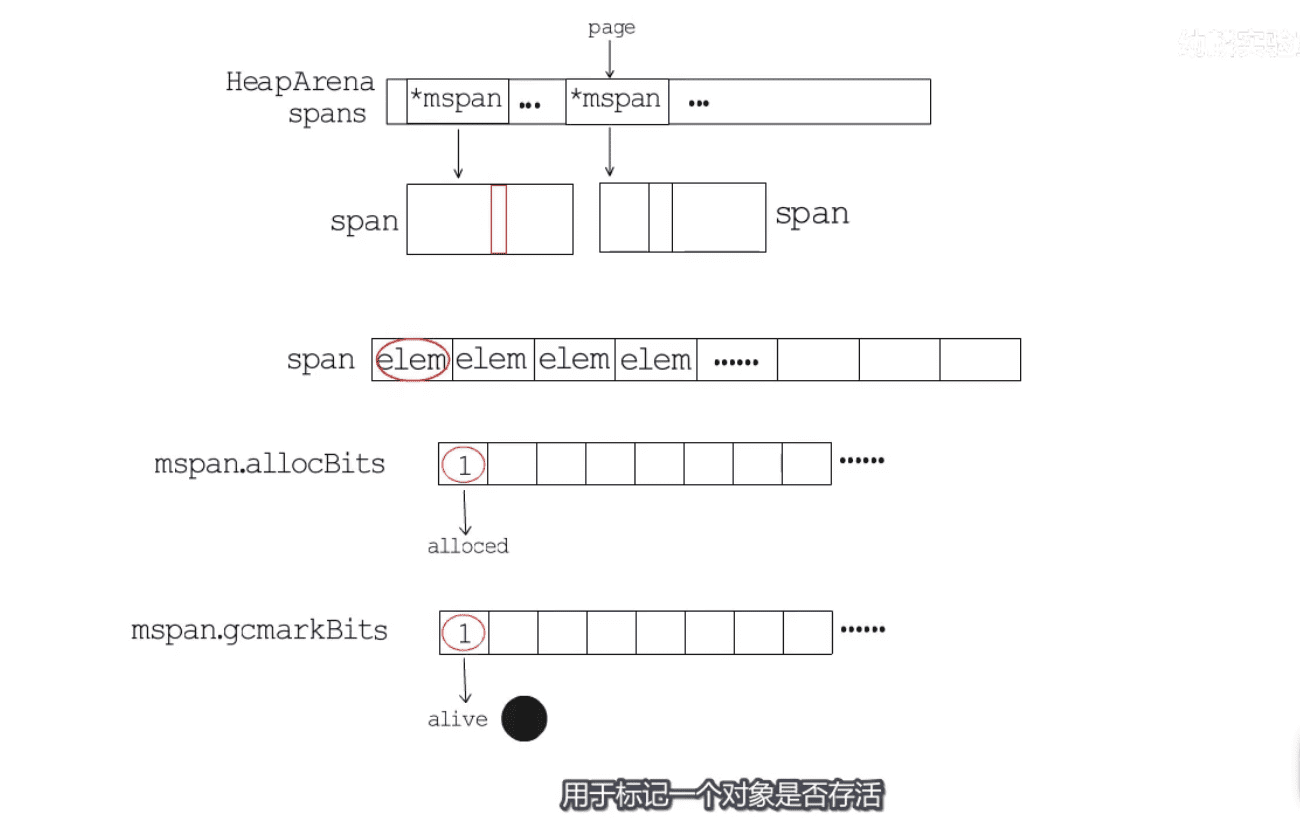 page
HeapArena
spans
*mspan
...
*mspan
...
span
span
span
elem
elem
elem
elem
......
mspan.allocBits
1
......
alloced
mspan.gcmarkBits
1
......
alive
用于标记一个对象是否存活